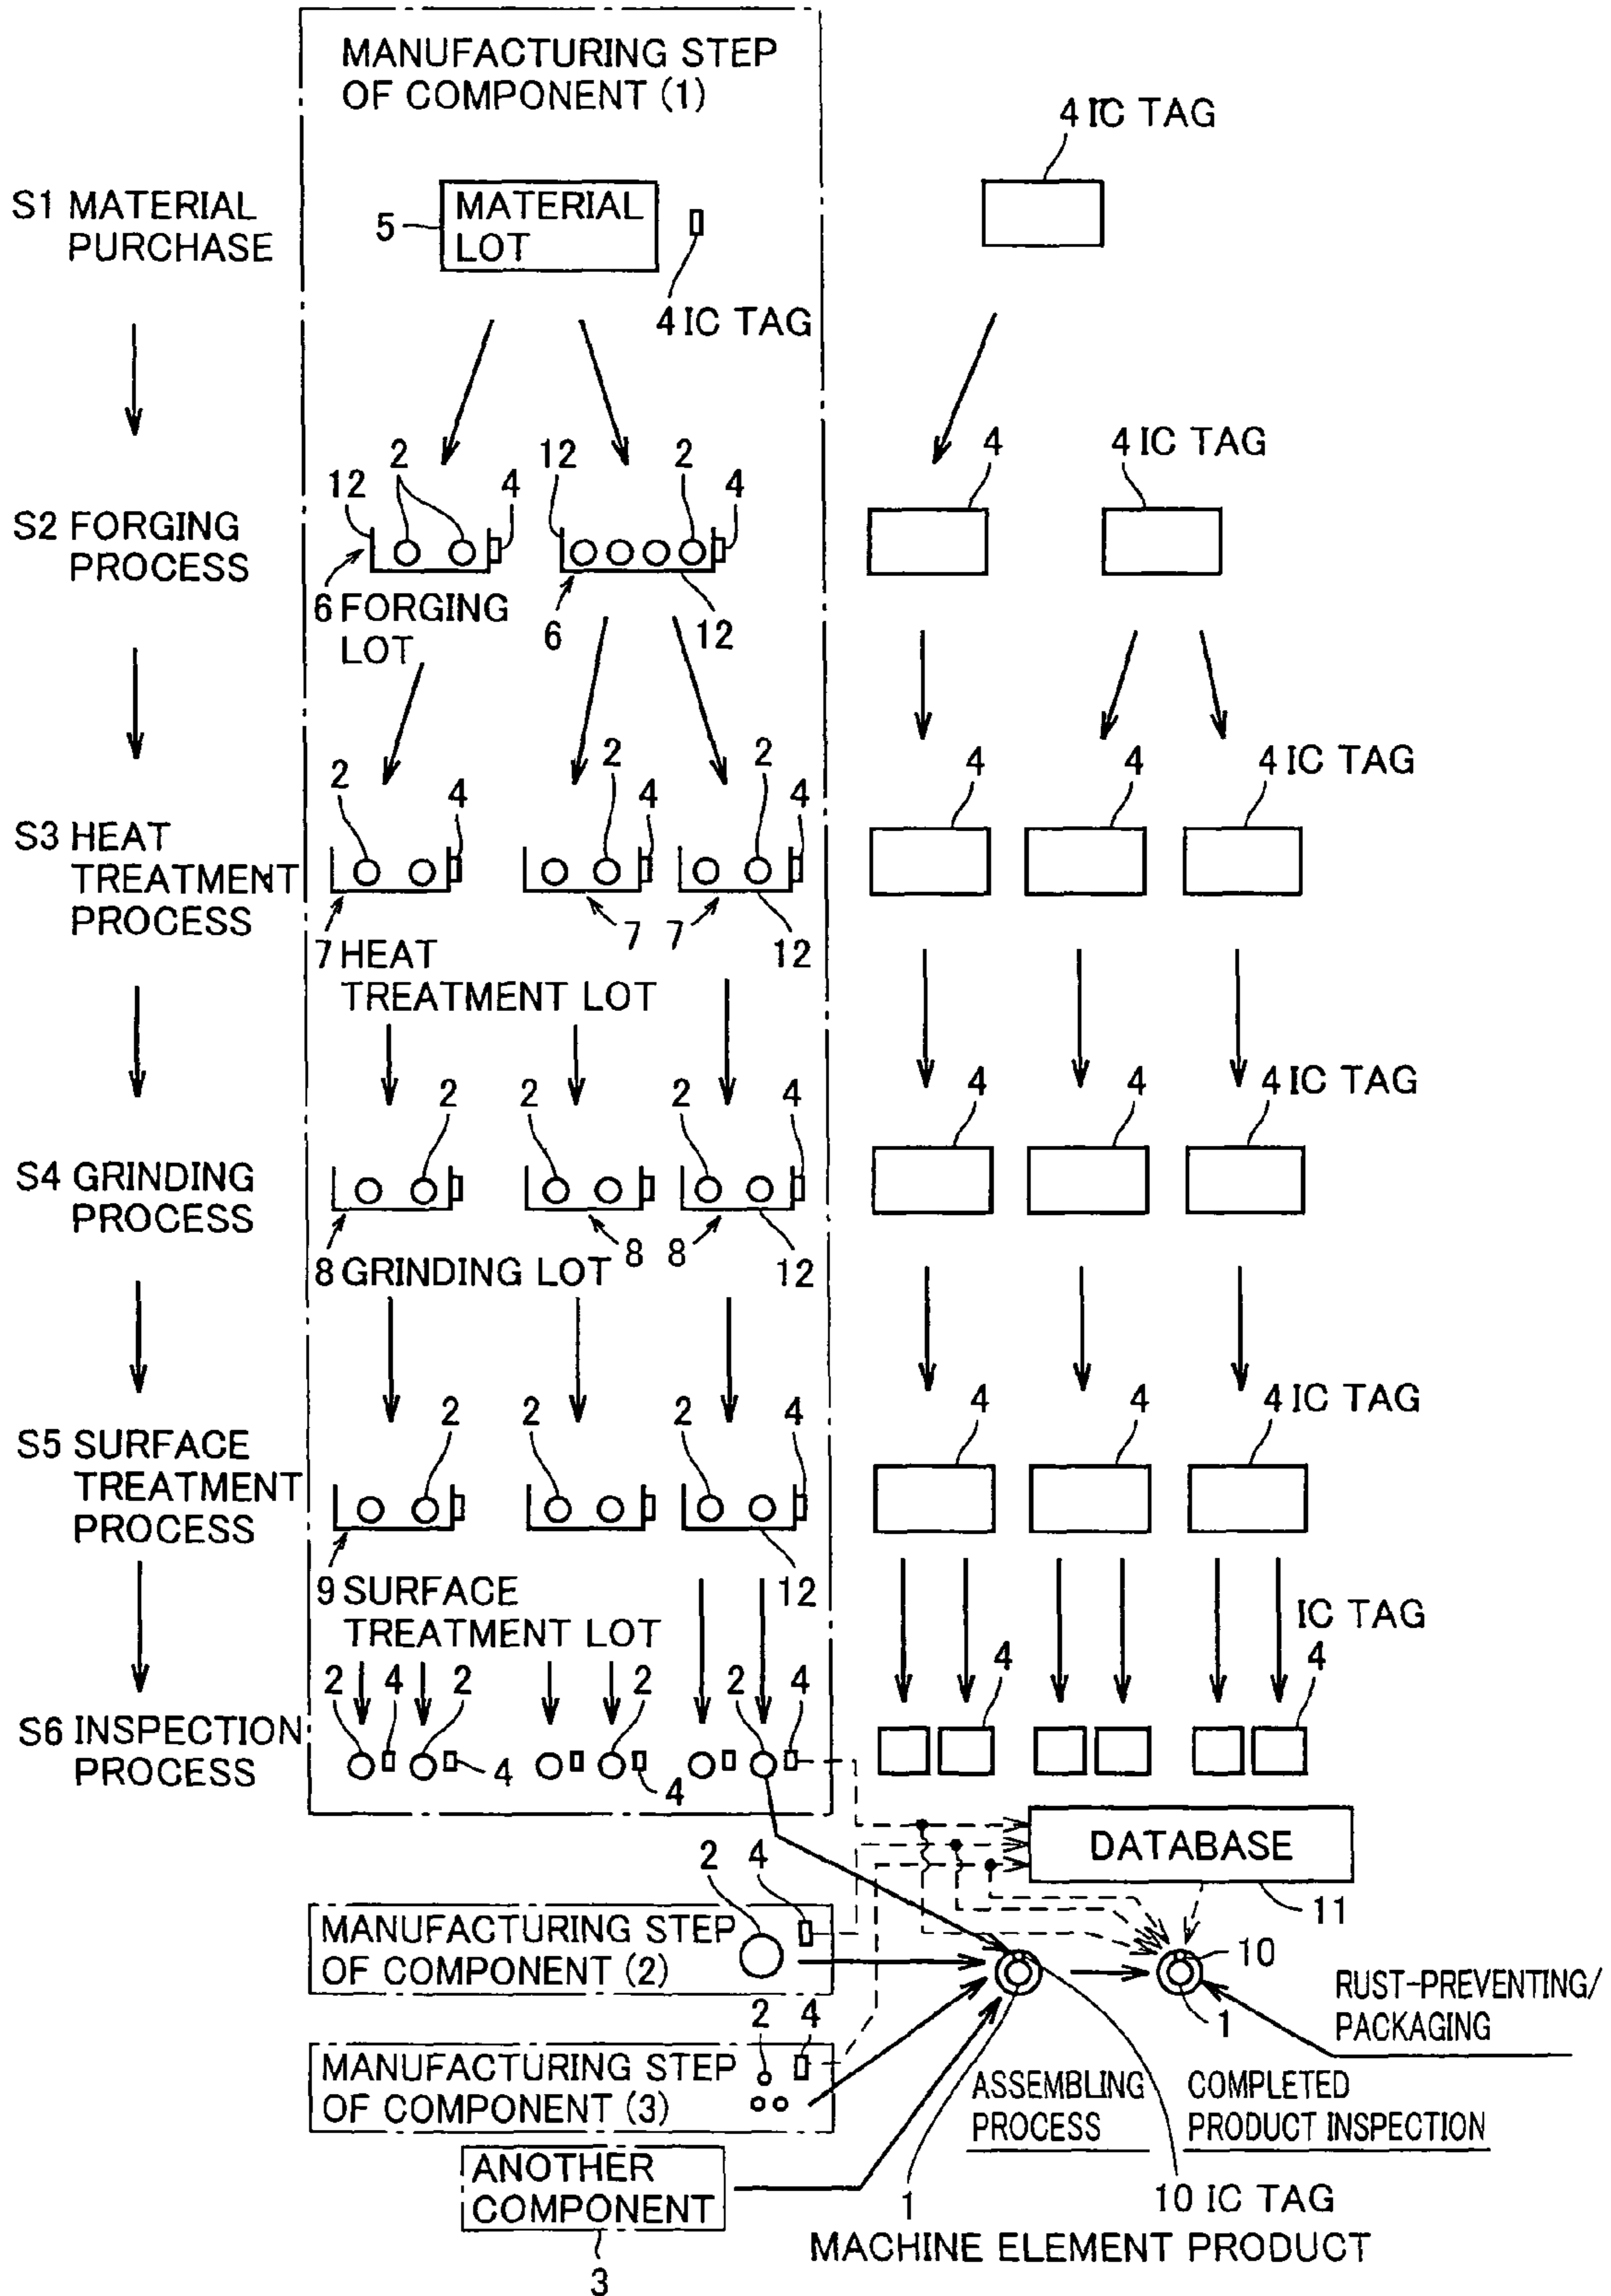 MANUFACTURING STEP
OF COMPONENT (1)
4 IC TAG
S1 MATERIAL
PURCHASE
5
MATERIAL
LOT
4 IC TAG
12 2 12 2 4
4
4 4 IC TAG
S2 FORGING
PROCESS
6 FORGING
LOT
6 12
2 4 2 4 2 4
4 4 4 IC TAG
S3 HEAT
TREATMENT
PROCESS
7 HEAT
TREATMENT LOT
7 7 12
2 2 2 4
4 4 4 IC TAG
S4 GRINDING
PROCESS
8 GRINDING LOT
8 8 12
2 2 2 4
4 4 4 IC TAG
S5 SURFACE
TREATMENT
PROCESS
9 SURFACE
TREATMENT LOT
12
IC TAG
2 4 2 2 2 4
4 4
S6 INSPECTION
PROCESS
4 4
DATABASE
11
2 4
MANUFACTURING STEP
OF COMPONENT (2)
10
1
RUST-PREVENTING/
PACKAGING
2 4
MANUFACTURING STEP
OF COMPONENT (3)
ASSEMBLING
PROCESS
COMPLETED
PRODUCT INSPECTION
ANOTHER
COMPONENT
3
1
10 IC TAG
MACHINE ELEMENT PRODUCT